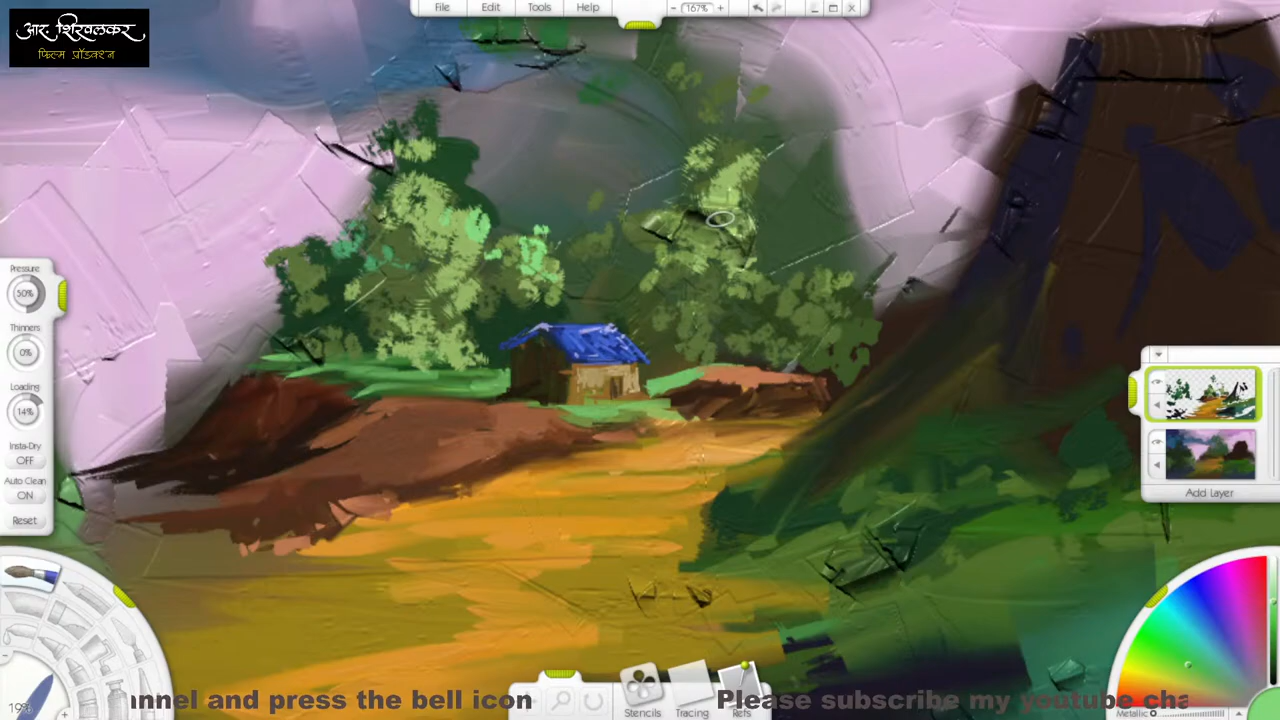 File Edit Tools Help
− 167% +
आर. शिरवलकर
फिल्म प्रॉडक्शन
Pressure
50%
Thinners
0%
Loading
14%
Insta-Dry
OFF
Auto Clean
ON
Reset
Add Layer
19%
Stencils Tracing Refs
Metallic
nnel and press the bell icon
Please subscribe my youtube cha